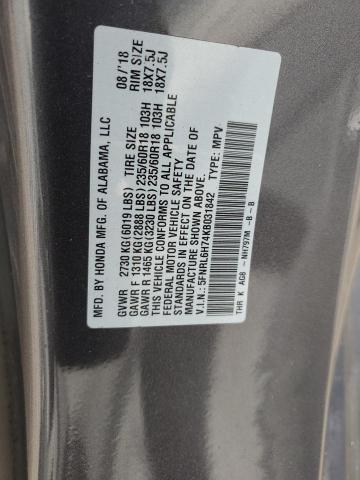 MFD. BY HONDA MFG. OF ALABAMA, LLC 08/'18
GVWR 2730 KG(6019 LBS) TIRE SIZE RIM SIZE
GAWR F 1310 KG(2888 LBS) 235/60R18 103H 18X7.5J
GAWR R 1465 KG(3230 LBS) 235/60R18 103H 18X7.5J
THIS VEHICLE CONFORMS TO ALL APPLICABLE
FEDERAL MOTOR VEHICLE SAFETY
STANDARDS IN EFFECT ON THE DATE OF
MANUFACTURE SHOWN ABOVE.
V.I.N.: 5FNRL6H74KB031842 TYPE: MPV
THR K AG8 - NH797M -B -B